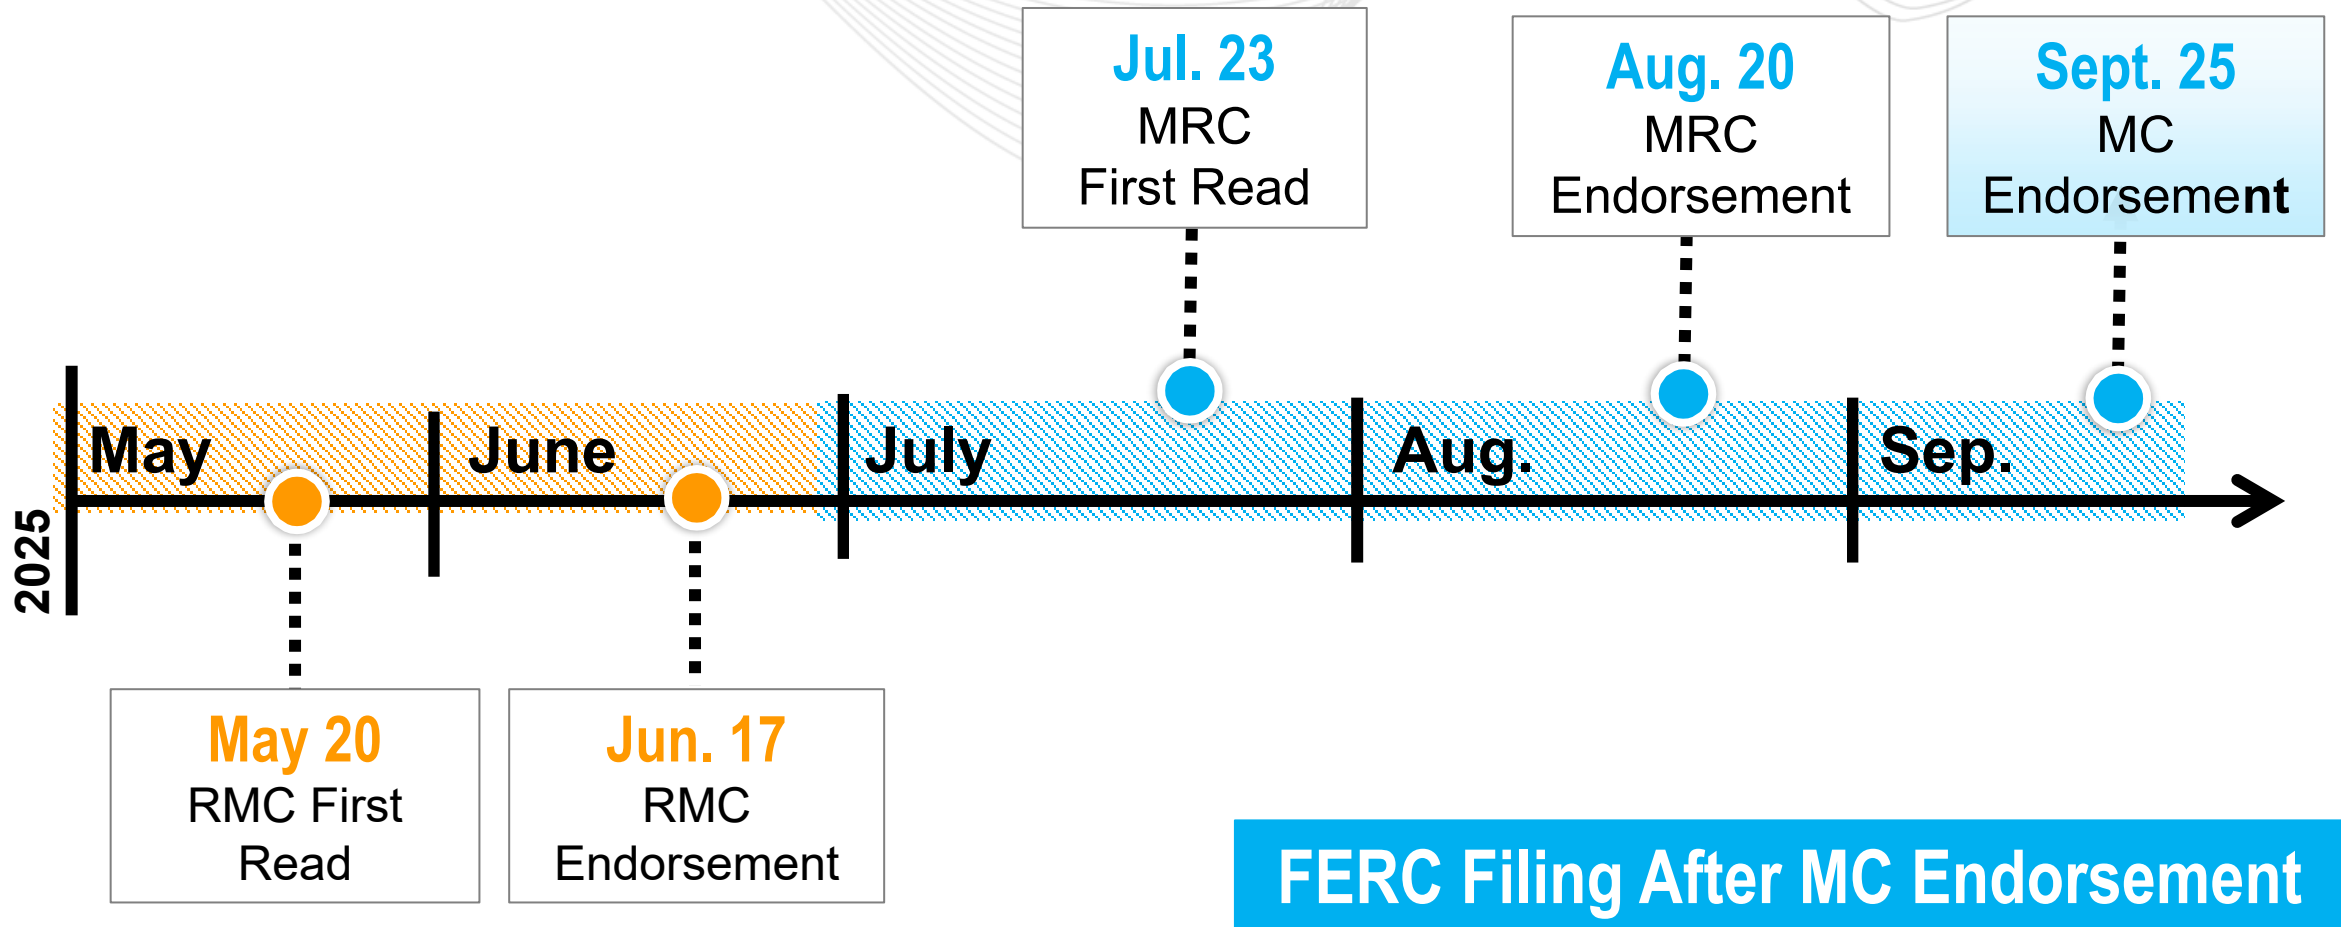 Jul. 23
MRC
First Read
Aug. 20
MRC
Endorsement
Sept. 25
MC
Endorsement
2025
May
June
July
Aug.
Sep.
May 20
RMC First
Read
Jun. 17
RMC
Endorsement
FERC Filing After MC Endorsement